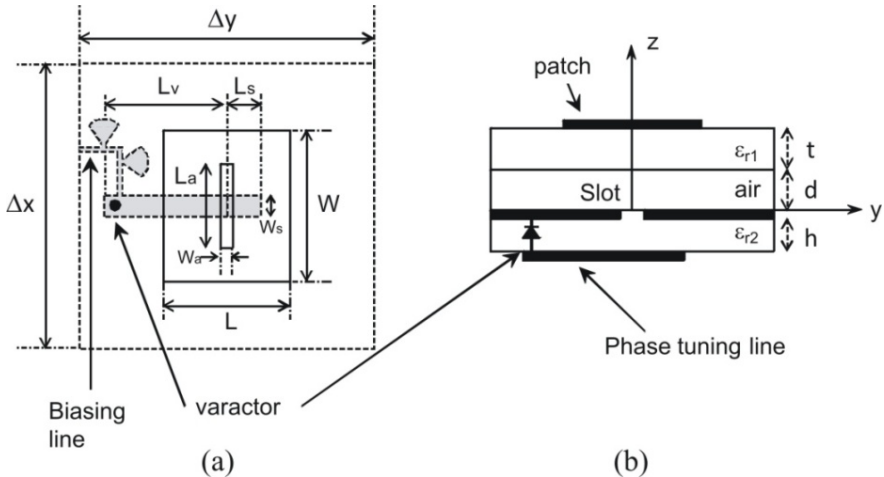 Δy
z
patch
Lv
Ls
εr1
t
La
Slot
air
d
Δx
Ws
W
y
εr2
h
Wa
L
Phase tuning line
Biasing
line
varactor
(a)
(b)